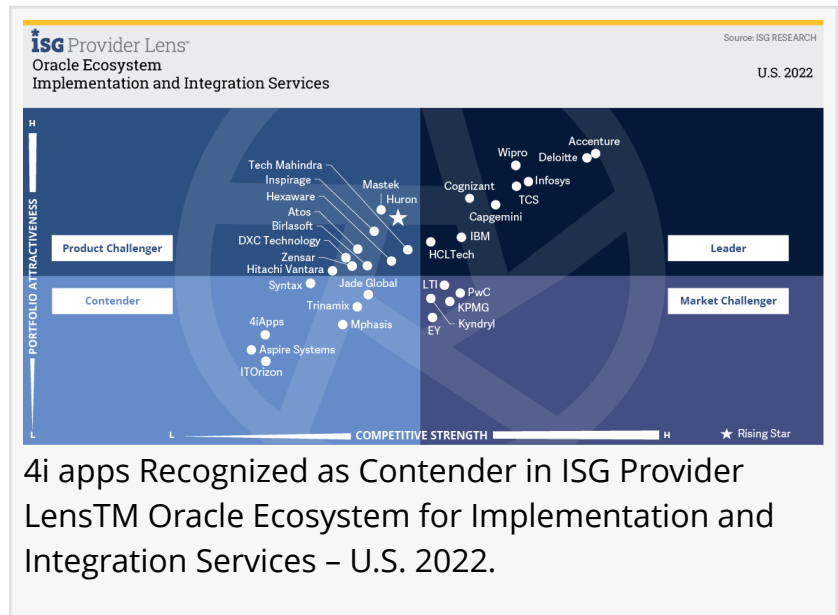 ISG Provider Lens™
Source: ISG RESEARCH
Oracle Ecosystem
Implementation and Integration Services
U.S. 2022
H
PORTFOLIO ATTRACTIVENESS
L
Product Challenger
Leader
Contender
Market Challenger
Tech Mahindra
Inspirage
Hexaware
Atos
Birlasoft
DXC Technology
Zensar
Hitachi Vantara
Syntax
Mastek
Huron
Jade Global
Trinamix
Mphasis
4iApps
Aspire Systems
ITOrizon
Accenture
Wipro
Deloitte
Cognizant
Infosys
TCS
Capgemini
IBM
HCLTech
LTI
PwC
KPMG
Kyndryl
EY
L
COMPETITIVE STRENGTH
H
Rising Star
4i apps Recognized as Contender in ISG Provider
LensTM Oracle Ecosystem for Implementation and
Integration Services – U.S. 2022.